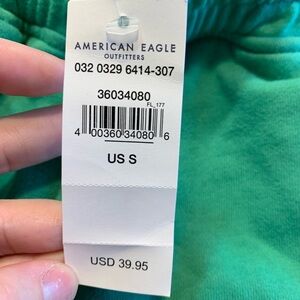 AMERICAN EAGLE
OUTFITTERS
032 0329 6414-307
36034080
FL_177
4 00360 34080 6
US S
USD 39.95